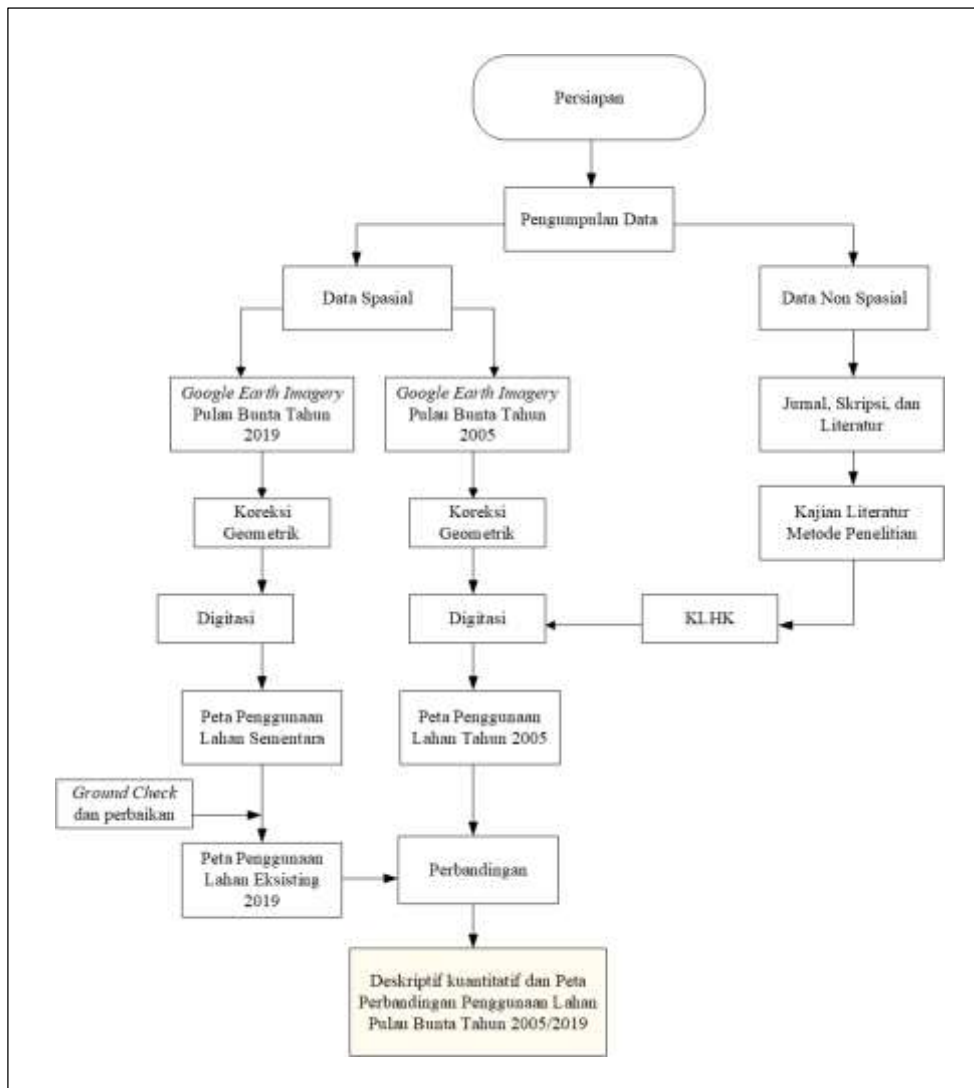 Persiapan
Pengumpulan Data
Data Spasial
Data Non Spasial
Google Earth Imagery
Pulau Bunta Tahun
2019
Google Earth Imagery
Pulau Bunta Tahun
2005
Jurnal, Skripsi, dan
Literatur
Koreksi
Geometrik
Koreksi
Geometrik
Kajian Literatur
Metode Penelitian
Digitasi
Digitasi
KLHK
Peta Penggunaan
Lahan Sementara
Peta Penggunaan
Lahan Tahun 2005
Ground Check
dan perbaikan
Peta Penggunaan
Lahan Eksisting
2019
Perbandingan
Deskriptif kuantitatif dan Peta
Perbandingan Penggunaan Lahan
Pulau Bunta Tahun 2005/2019